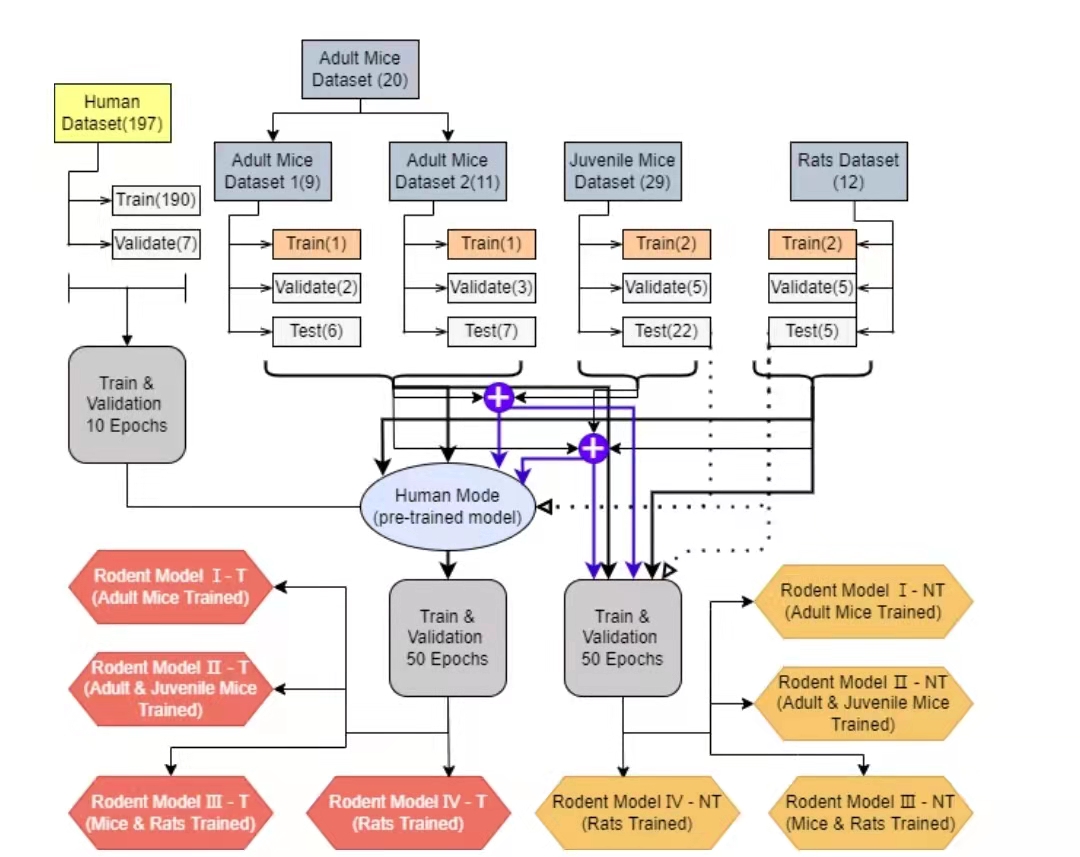 Adult Mice
Dataset (20)
Human
Dataset(197)
Adult Mice
Dataset 1(9)
Adult Mice
Dataset 2(11)
Juvenile Mice
Dataset (29)
Rats Dataset
(12)
Train(190)
Validate(7)
Train(1)
Validate(2)
Test(6)
Train(1)
Validate(3)
Test(7)
Train(2)
Validate(5)
Test(22)
Train(2)
Validate(5)
Test(5)
Train &
Validation
10 Epochs
Human Mode
(pre-trained model)
Train &
Validation
50 Epochs
Train &
Validation
50 Epochs
Rodent Model Ⅰ - T
(Adult Mice Trained)
Rodent Model Ⅱ - T
(Adult & Juvenile Mice
Trained)
Rodent Model Ⅲ - T
(Mice & Rats Trained)
Rodent Model Ⅳ - T
(Rats Trained)
Rodent Model Ⅰ - NT
(Adult Mice Trained)
Rodent Model Ⅱ - NT
(Adult & Juvenile Mice
Trained)
Rodent Model Ⅳ - NT
(Rats Trained)
Rodent Model Ⅲ - NT
(Mice & Rats Trained)